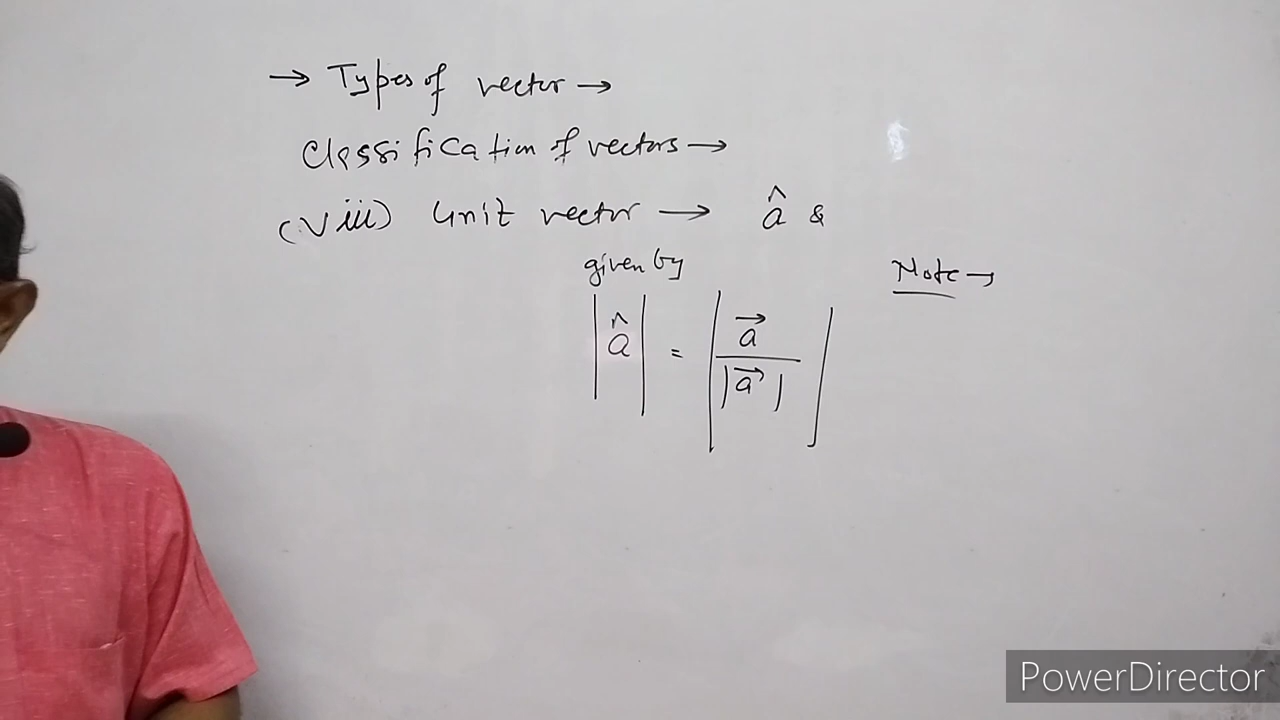 → Types of vector →
Classification of vectors →
(viii) Unit vector → â &
given by
Note →
|â| = |a⃗ / |a⃗||
PowerDirector